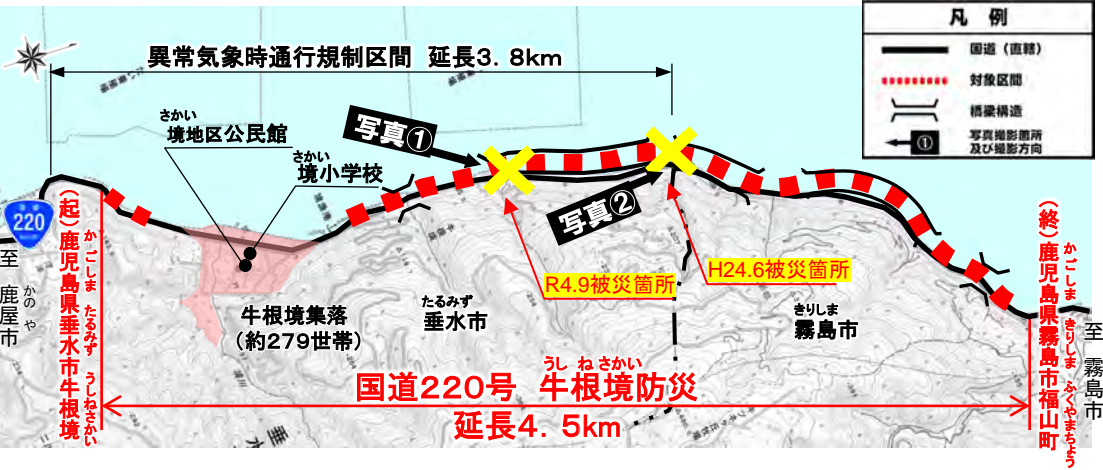 凡　例
国道（直轄）
対象区間
橋梁構造
①
写真撮影箇所
及び撮影方向
異常気象時通行規制区間 延長3．8km
さかい
境地区公民館
さかい
境小学校
写真①
写真②
R4.9被災箇所
H24.6被災箇所
国道
220
至 鹿屋市
かのや
（起）鹿児島県垂水市牛根境
かごしま たるみず うしねさかい
牛根境集落
（約279世帯）
たるみず
垂水市
きりしま
霧島市
うしねさかい
国道220号 牛根境防災
延長4．5km
（終）鹿児島県霧島市福山町
かごしま きりしま ふくやまちょう
至 霧島市
垂水